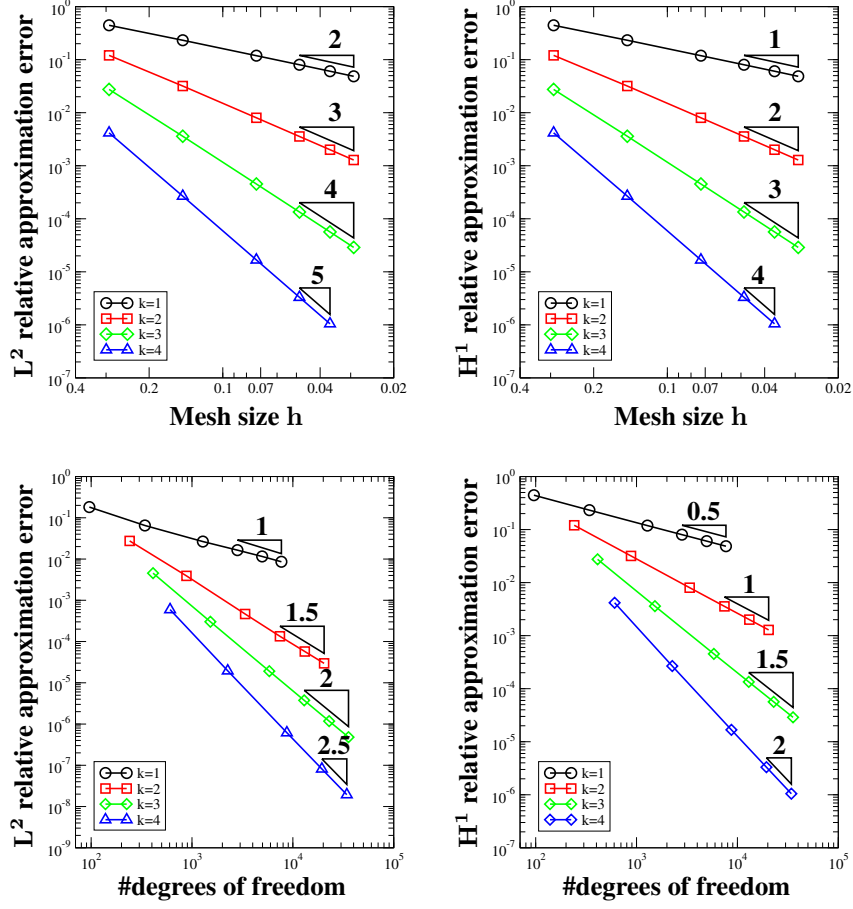 L² relative approximation error
10⁰
10⁻¹
10⁻²
10⁻³
10⁻⁴
10⁻⁵
10⁻⁶
10⁻⁷
2
3
4
5
k=1
k=2
k=3
k=4
0.4
0.2
0.1
0.07
0.04
0.02
Mesh size h
H¹ relative approximation error
10⁰
10⁻¹
10⁻²
10⁻³
10⁻⁴
10⁻⁵
10⁻⁶
10⁻⁷
1
2
3
4
k=1
k=2
k=3
k=4
0.4
0.2
0.1
0.07
0.04
0.02
Mesh size h
L² relative approximation error
10⁰
10⁻¹
10⁻²
10⁻³
10⁻⁴
10⁻⁵
10⁻⁶
10⁻⁷
10⁻⁸
10⁻⁹
1
1.5
2
2.5
k=1
k=2
k=3
k=4
10²
10³
10⁴
10⁵
#degrees of freedom
H¹ relative approximation error
10⁰
10⁻¹
10⁻²
10⁻³
10⁻⁴
10⁻⁵
10⁻⁶
10⁻⁷
0.5
1
1.5
2
k=1
k=2
k=3
k=4
10²
10³
10⁴
10⁵
#degrees of freedom